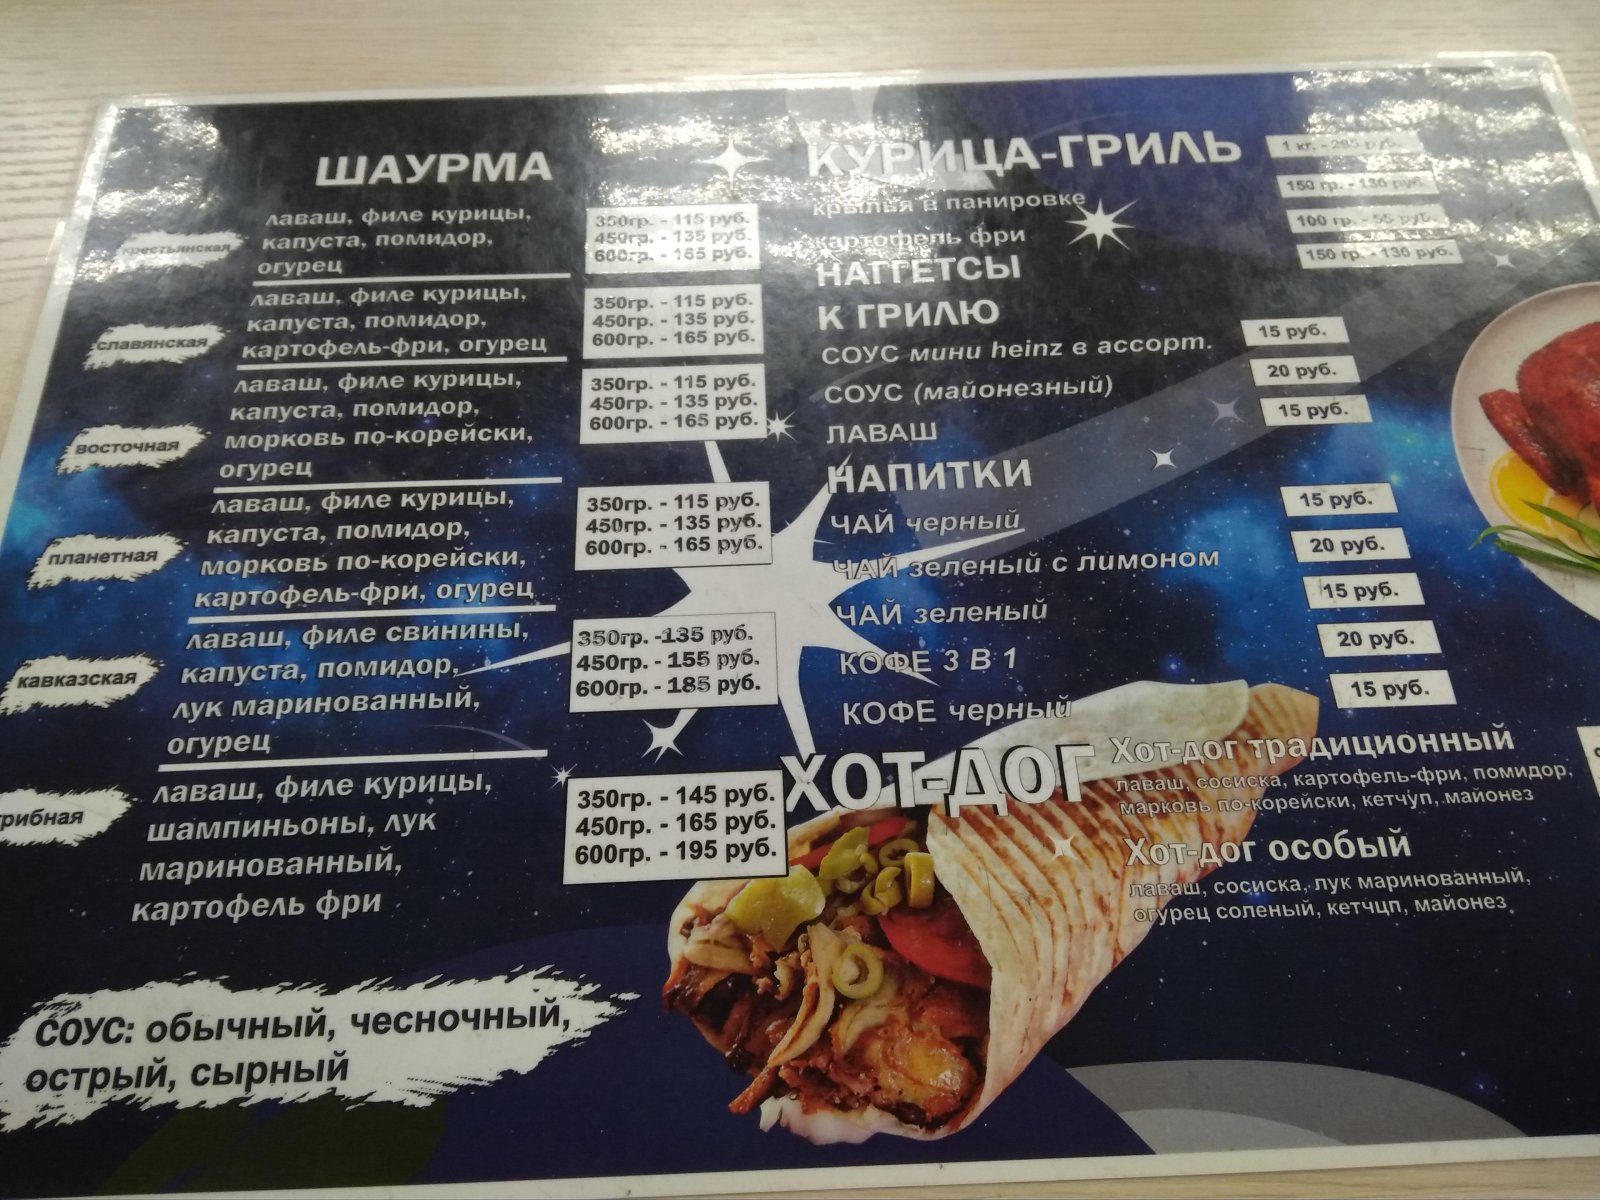 ШАУРМА
крестьянская
лаваш, филе курицы,
капуста, помидор,
огурец
350гр. - 115 руб.
450гр. - 135 руб.
600гр. - 165 руб.
славянская
лаваш, филе курицы,
капуста, помидор,
картофель-фри, огурец
350гр. - 115 руб.
450гр. - 135 руб.
600гр. - 165 руб.
восточная
лаваш, филе курицы,
капуста, помидор,
морковь по-корейски,
огурец
350гр. - 115 руб.
450гр. - 135 руб.
600гр. - 165 руб.
планетная
лаваш, филе курицы,
капуста, помидор,
морковь по-корейски,
картофель-фри, огурец
350гр. - 115 руб.
450гр. - 135 руб.
600гр. - 165 руб.
кавказская
лаваш, филе свинины,
капуста, помидор,
лук маринованный,
огурец
350гр. -135 руб.
450гр. - 155 руб.
600гр. - 185 руб.
грибная
лаваш, филе курицы,
шампиньоны, лук
маринованный,
картофель фри
350гр. - 145 руб.
450гр. - 165 руб.
600гр. - 195 руб.
СОУС: обычный, чесночный,
острый, сырный
КУРИЦА-ГРИЛЬ 1 кг. - 295 руб.
крылья в панировке 150 гр. - 130 руб.
картофель фри 100 гр. - 55 руб.
НАГГЕТСЫ 150 гр. - 130 руб.
К ГРИЛЮ
СОУС мини heinz в ассорт. 15 руб.
СОУС (майонезный) 20 руб.
ЛАВАШ 15 руб.
НАПИТКИ
ЧАЙ черный 15 руб.
ЧАЙ зеленый с лимоном 20 руб.
ЧАЙ зеленый 15 руб.
КОФЕ 3 В 1 20 руб.
КОФЕ черный 15 руб.
ХОТ-ДОГ
Хот-дог традиционный
лаваш, сосиска, картофель-фри, помидор,
марковь по-корейски, кетчуп, майонез
Хот-дог особый
лаваш, сосиска, лук маринованный,
огурец соленый, кетчцп, майонез